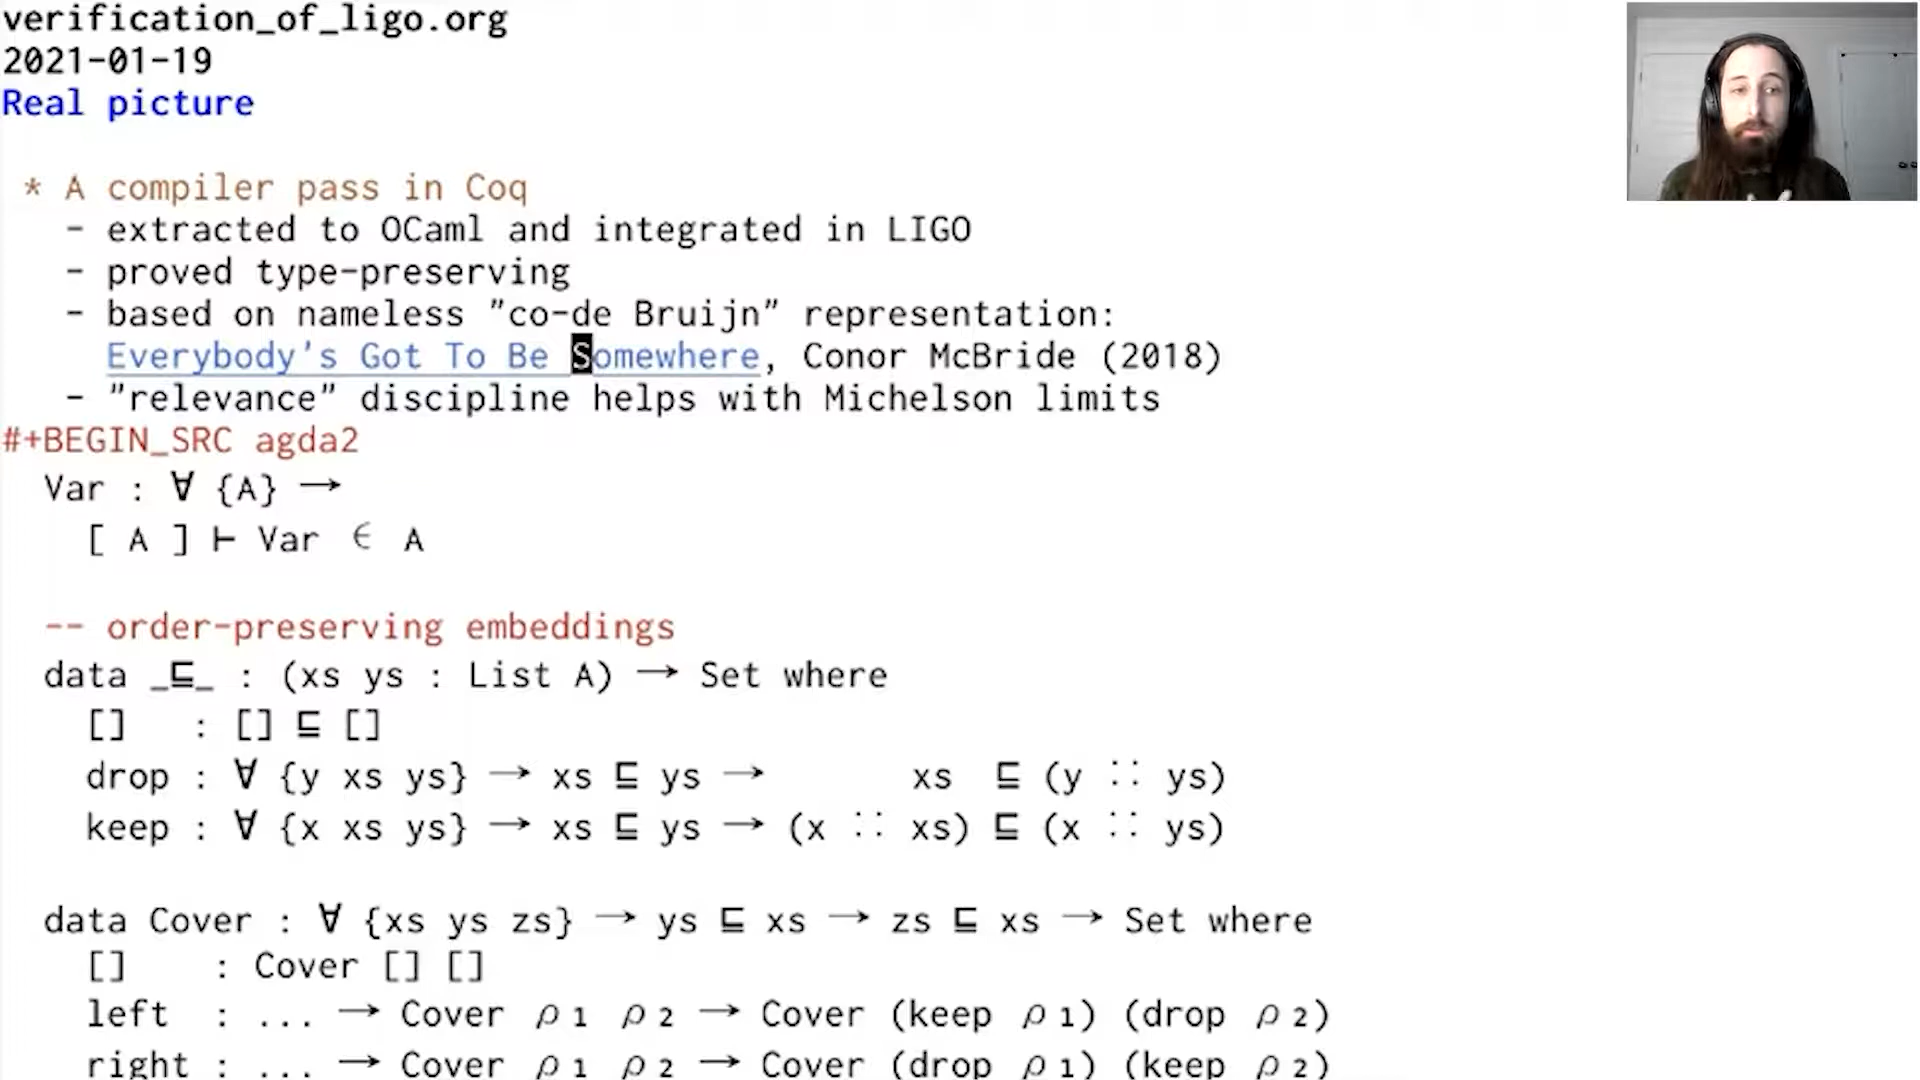 verification_of_ligo.org
2021-01-19
Real picture
* A compiler pass in Coq
- extracted to OCaml and integrated in LIGO
- proved type-preserving
- based on nameless "co-de Bruijn" representation:
Everybody's Got To Be Somewhere, Conor McBride (2018)
- "relevance" discipline helps with Michelson limits
#+BEGIN_SRC agda2
Var : ∀ {A} →
[ A ] ⊢ Var ∈ A
-- order-preserving embeddings
data _⊑_ : (xs ys : List A) → Set where
[] : [] ⊑ []
drop : ∀ {y xs ys} → xs ⊑ ys → xs ⊑ (y ∷ ys)
keep : ∀ {x xs ys} → xs ⊑ ys → (x ∷ xs) ⊑ (x ∷ ys)
data Cover : ∀ {xs ys zs} → ys ⊑ xs → zs ⊑ xs → Set where
[] : Cover [] []
left : ... → Cover ρ₁ ρ₂ → Cover (keep ρ₁) (drop ρ₂)
right : ... → Cover ρ₁ ρ₂ → Cover (drop ρ₁) (keep ρ₂)